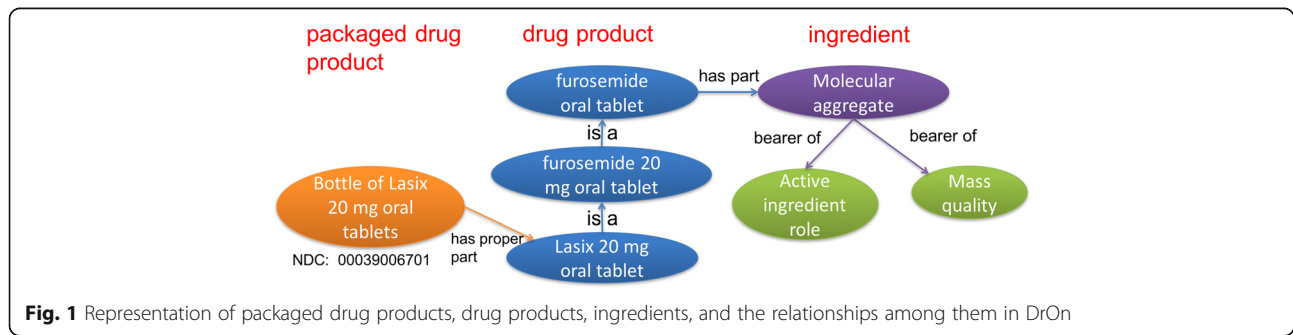 packaged drug
product
drug product
ingredient
furosemide
oral tablet
has part
Molecular
aggregate
is a
bearer of
bearer of
furosemide 20
mg oral tablet
Bottle of Lasix
20 mg oral
tablets
Active
ingredient
role
Mass
quality
is a
has proper
part
Lasix 20 mg
oral tablet
NDC: 00039006701
Fig. 1 Representation of packaged drug products, drug products, ingredients, and the relationships among them in DrOn